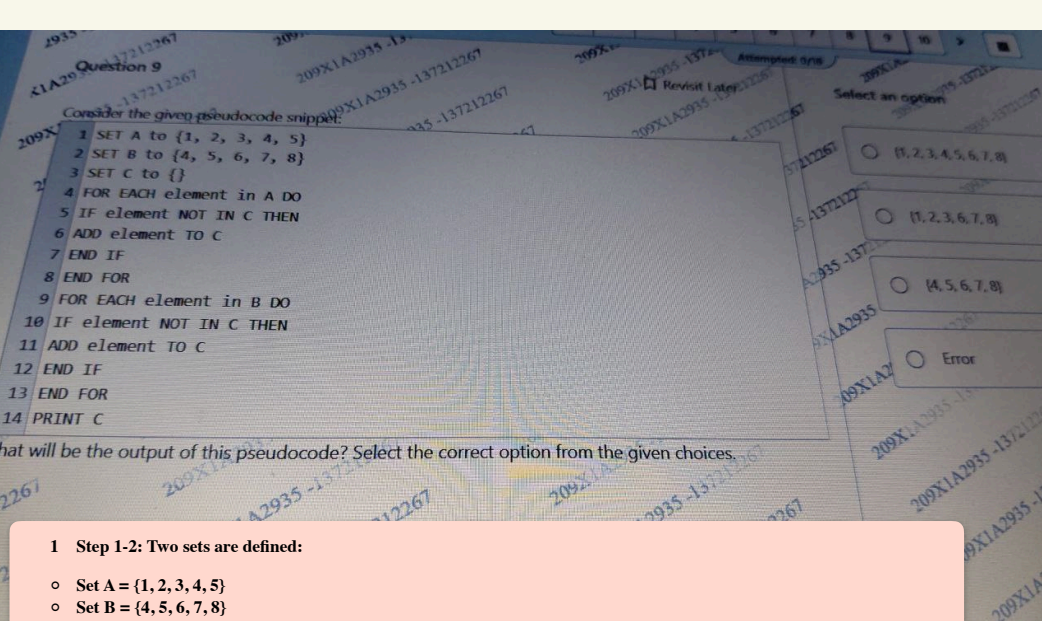 Question 9
Attempted: 6/16
Revisit Later
Consider the given pseudocode snippet:
1 SET A to {1, 2, 3, 4, 5}
2 SET B to {4, 5, 6, 7, 8}
3 SET C to {}
4 FOR EACH element in A DO
5 IF element NOT IN C THEN
6 ADD element TO C
7 END IF
8 END FOR
9 FOR EACH element in B DO
10 IF element NOT IN C THEN
11 ADD element TO C
12 END IF
13 END FOR
14 PRINT C
hat will be the output of this pseudocode? Select the correct option from the given choices.
Select an option
{1, 2, 3, 4, 5, 6, 7, 8}
{1, 2, 3, 6, 7, 8}
{4, 5, 6, 7, 8}
Error
209X1A2935 -137212267
1 Step 1-2: Two sets are defined:
Set A = {1, 2, 3, 4, 5}
Set B = {4, 5, 6, 7, 8}